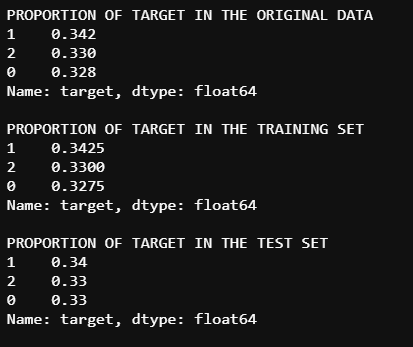 PROPORTION OF TARGET IN THE ORIGINAL DATA
1    0.342
2    0.330
0    0.328
Name: target, dtype: float64

PROPORTION OF TARGET IN THE TRAINING SET
1    0.3425
2    0.3300
0    0.3275
Name: target, dtype: float64

PROPORTION OF TARGET IN THE TEST SET
1    0.34
2    0.33
0    0.33
Name: target, dtype: float64